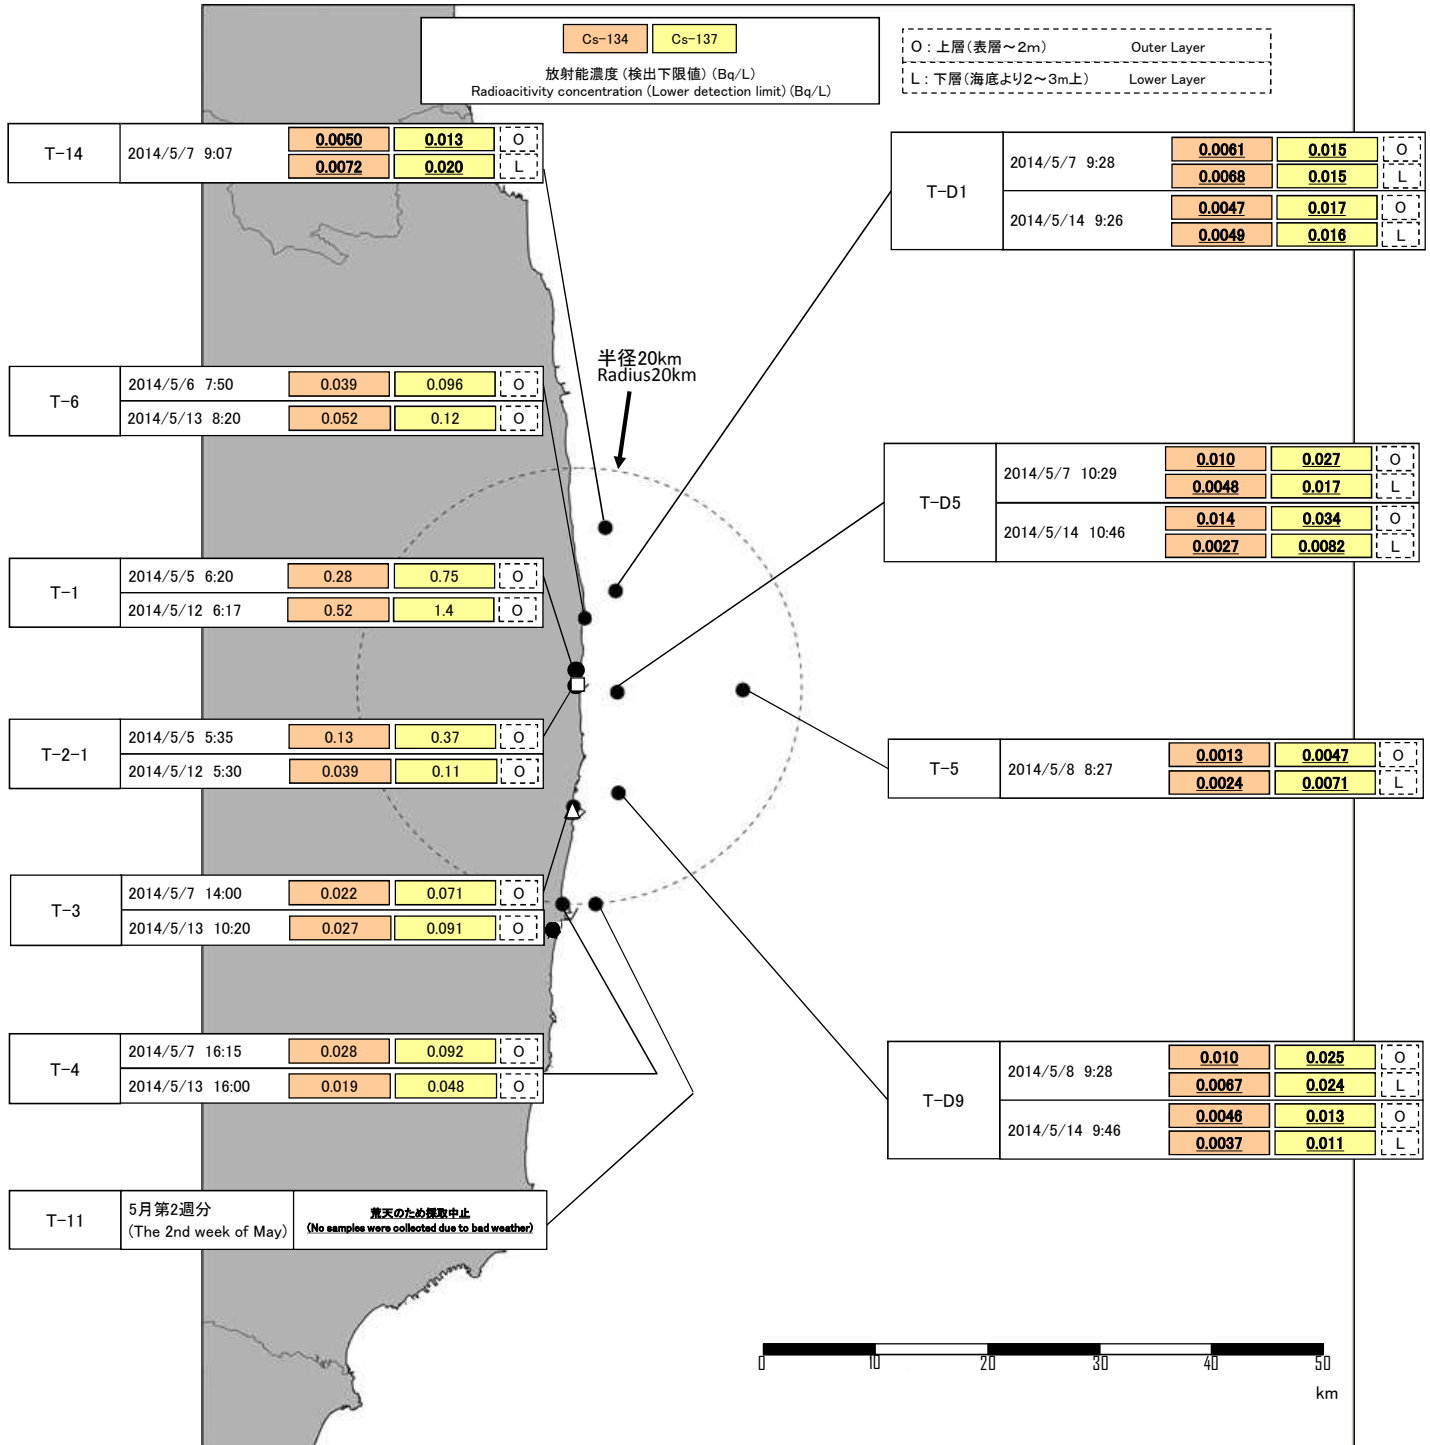 Cs-134 Cs-137
放射能濃度(検出下限値)(Bq/L)
Radioacitivity concentration (Lower detection limit) (Bq/L)
O : 上層(表層～2m) Outer Layer
L : 下層(海底より2～3m上) Lower Layer
T-14 2014/5/7 9:07
0.0050 0.013 O
0.0072 0.020 L
T-D1
2014/5/7 9:28
0.0061 0.015 O
0.0068 0.015 L
2014/5/14 9:26
0.0047 0.017 O
0.0049 0.016 L
半径20km
Radius20km
T-6
2014/5/6 7:50 0.039 0.096 O
2014/5/13 8:20 0.052 0.12 O
T-D5
2014/5/7 10:29
0.010 0.027 O
0.0048 0.017 L
2014/5/14 10:46
0.014 0.034 O
0.0027 0.0082 L
T-1
2014/5/5 6:20 0.28 0.75 O
2014/5/12 6:17 0.52 1.4 O
T-2-1
2014/5/5 5:35 0.13 0.37 O
2014/5/12 5:30 0.039 0.11 O
T-5 2014/5/8 8:27
0.0013 0.0047 O
0.0024 0.0071 L
T-3
2014/5/7 14:00 0.022 0.071 O
2014/5/13 10:20 0.027 0.091 O
T-4
2014/5/7 16:15 0.028 0.092 O
2014/5/13 16:00 0.019 0.048 O
T-D9
2014/5/8 9:28
0.010 0.025 O
0.0067 0.024 L
2014/5/14 9:46
0.0046 0.013 O
0.0037 0.011 L
T-11
5月第2週分
(The 2nd week of May)
荒天のため採取中止
(No samples were collected due to bad weather)
0 10 20 30 40 50
km